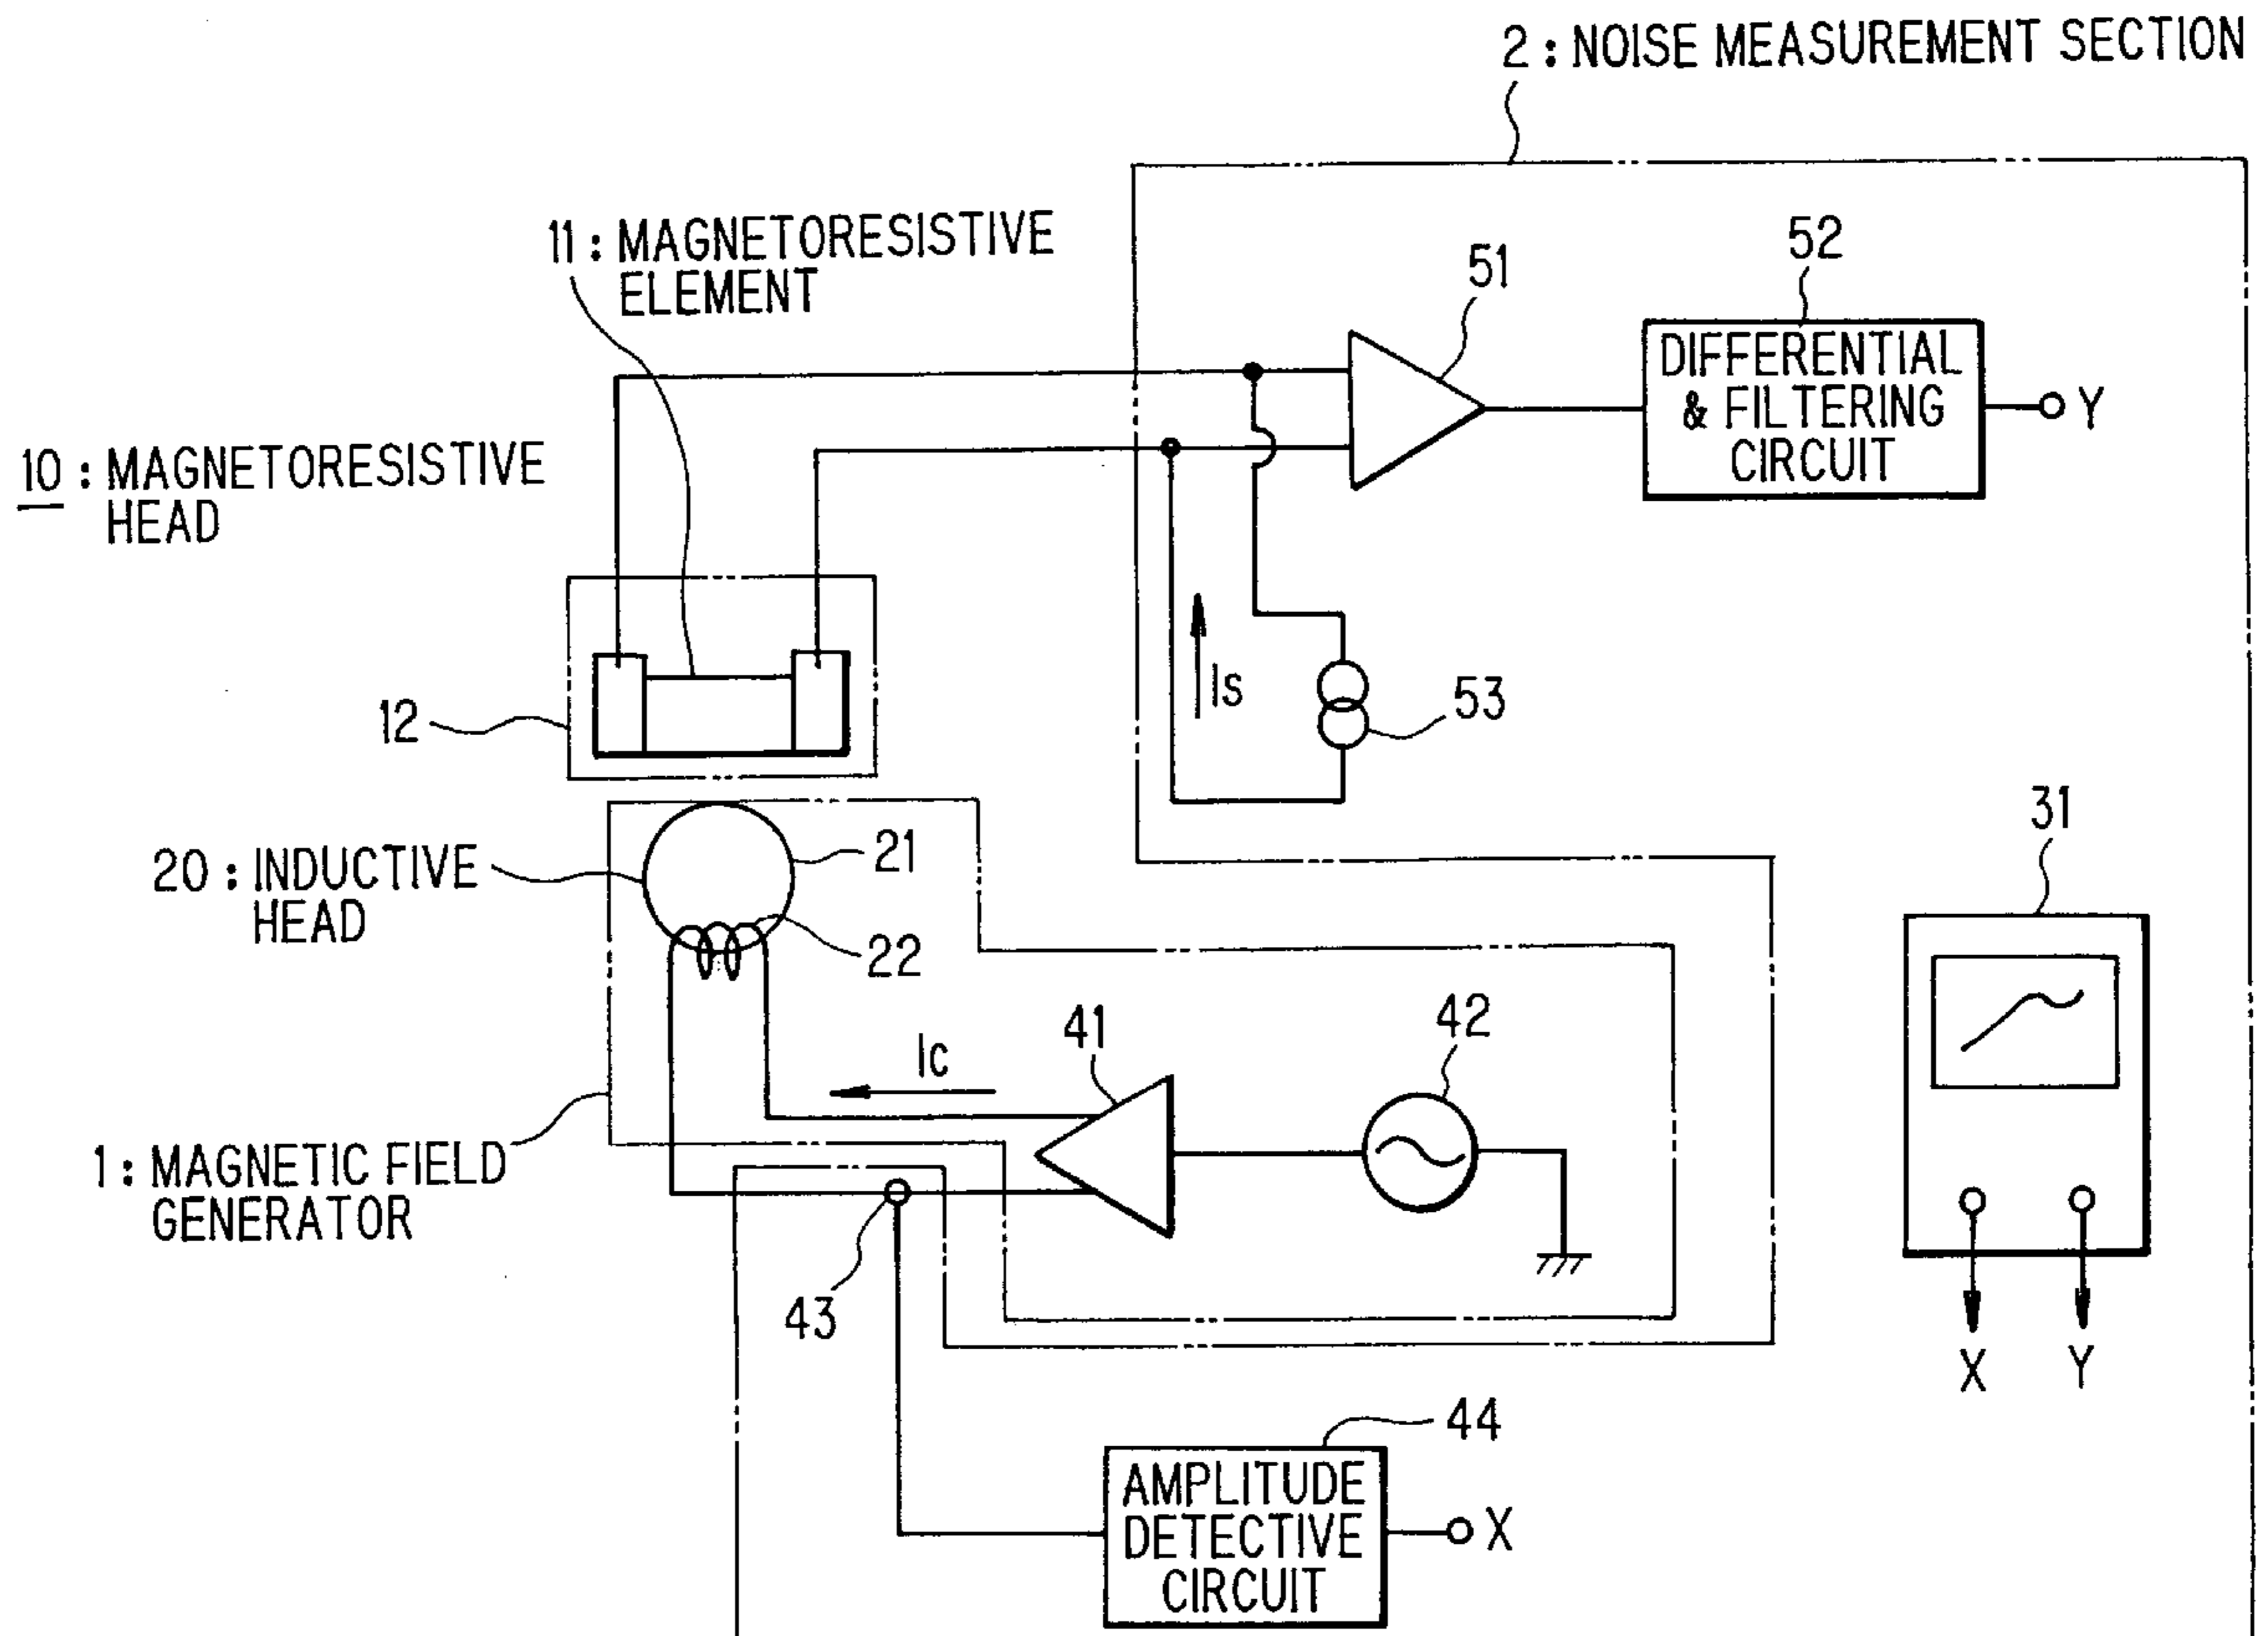 2 : NOISE MEASUREMENT SECTION
11 : MAGNETORESISTIVE
ELEMENT
51
52
DIFFERENTIAL
& FILTERING
CIRCUIT
Y
10 : MAGNETORESISTIVE
HEAD
12
Is
53
31
20 : INDUCTIVE
HEAD
21
22
Ic
41
42
1 : MAGNETIC FIELD
GENERATOR
43
X
Y
44
AMPLITUDE
DETECTIVE
CIRCUIT
X